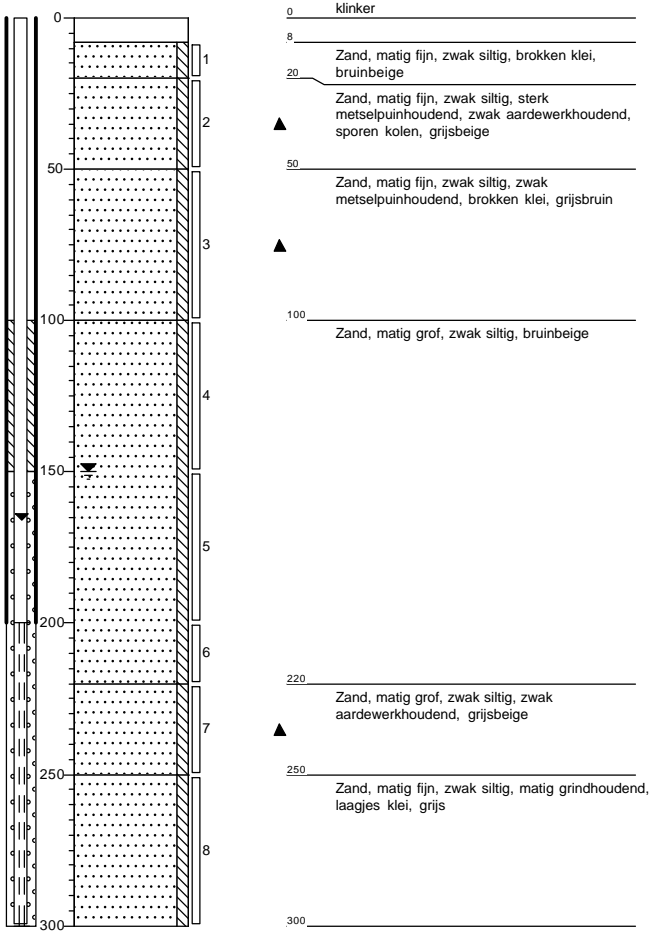 0
50
100
150
200
250
300
1
2
3
4
5
6
7
8
0
klinker
8
Zand, matig fijn, zwak siltig, brokken klei,
bruinbeige
20
Zand, matig fijn, zwak siltig, sterk
metselpuinhoudend, zwak aardewerkhoudend,
sporen kolen, grijsbeige
50
Zand, matig fijn, zwak siltig, zwak
metselpuinhoudend, brokken klei, grijsbruin
100
Zand, matig grof, zwak siltig, bruinbeige
220
Zand, matig grof, zwak siltig, zwak
aardewerkhoudend, grijsbeige
250
Zand, matig fijn, zwak siltig, matig grindhoudend,
laagjes klei, grijs
300